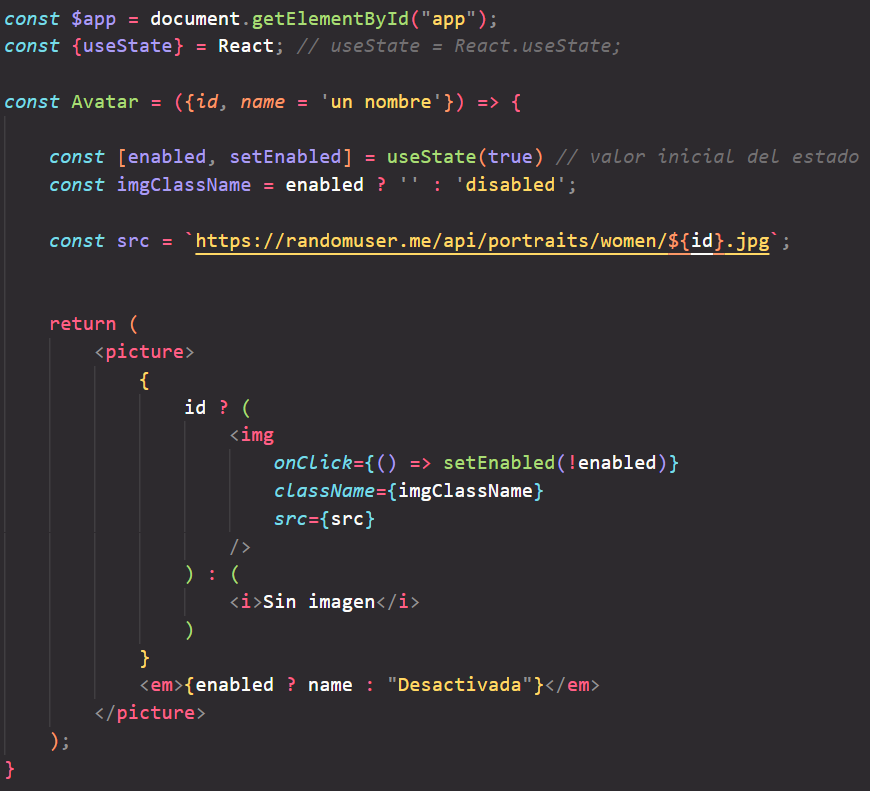 const $app = document.getElementById("app");
const {useState} = React; // useState = React.useState;
const Avatar = ({id, name = 'un nombre'}) => {
const [enabled, setEnabled] = useState(true) // valor inicial del estado
const imgClassName = enabled ? '' : 'disabled';
const src = `https://randomuser.me/api/portraits/women/${id}.jpg`;
return (
<picture>
{
id ? (
<img
onClick={() => setEnabled(!enabled)}
className={imgClassName}
src={src}
/>
) : (
<i>Sin imagen</i>
)
}
<em>{enabled ? name : "Desactivada"}</em>
</picture>
);
}